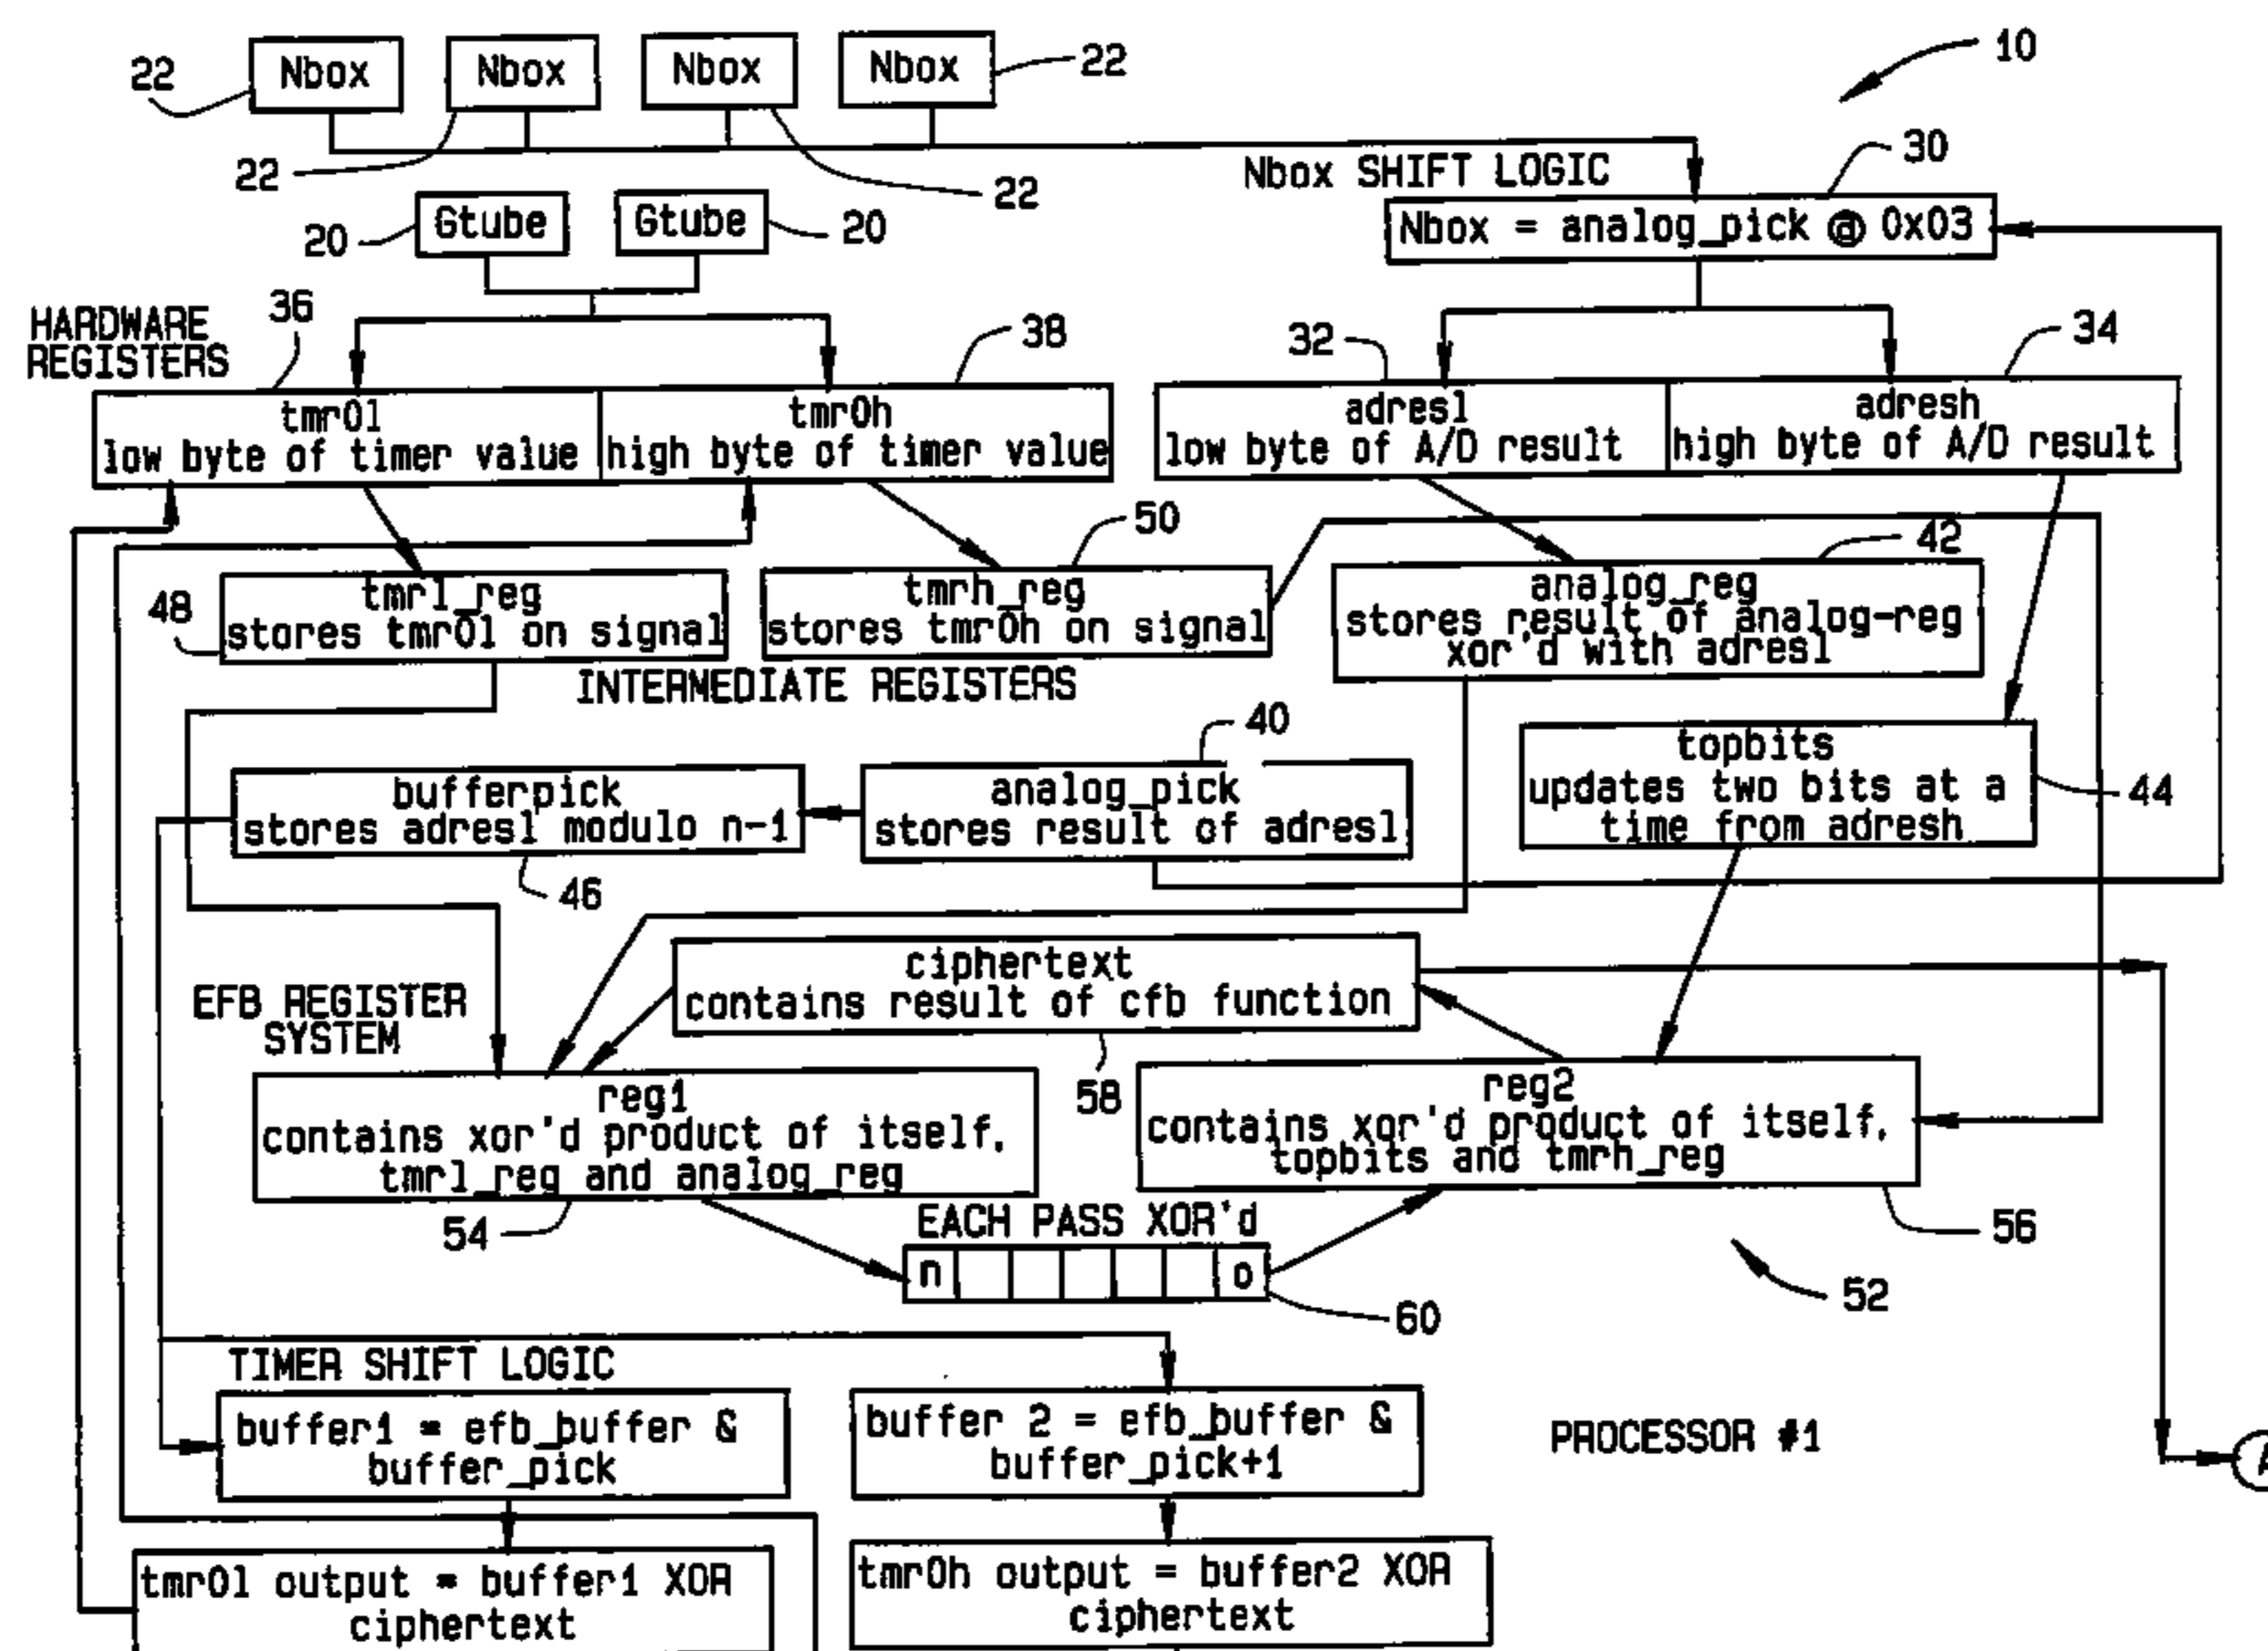 Nbox
Nbox
Nbox
Nbox
22
22
22
22
10
Nbox SHIFT LOGIC
30
Nbox = analog_pick @ 0x03
Gtube
Gtube
20
20
HARDWARE
REGISTERS
36
38
32
34
tmr0l
low byte of timer value
tmr0h
high byte of timer value
adresl
low byte of A/D result
adresh
high byte of A/D result
48
tmrl_reg
stores tmr0l on signal
50
tmrh_reg
stores tmr0h on signal
42
analog_reg
stores result of analog-reg
xor'd with adresl
INTERMEDIATE REGISTERS
bufferpick
stores adresl modulo n-1
46
40
analog_pick
stores result of adresl
topbits
updates two bits at a
time from adresh
44
ciphertext
contains result of cfb function
58
EFB REGISTER
SYSTEM
reg1
contains xor'd product of itself,
tmrl_reg and analog_reg
54
reg2
contains xor'd product of itself,
topbits and tmrh_reg
56
EACH PASS XOR'd
n o
60
52
TIMER SHIFT LOGIC
buffer1 = efb_buffer &
buffer_pick
buffer 2 = efb_buffer &
buffer_pick+1
PROCESSOR #1
A
tmr0l output = buffer1 XOR
ciphertext
tmr0h output = buffer2 XOR
ciphertext